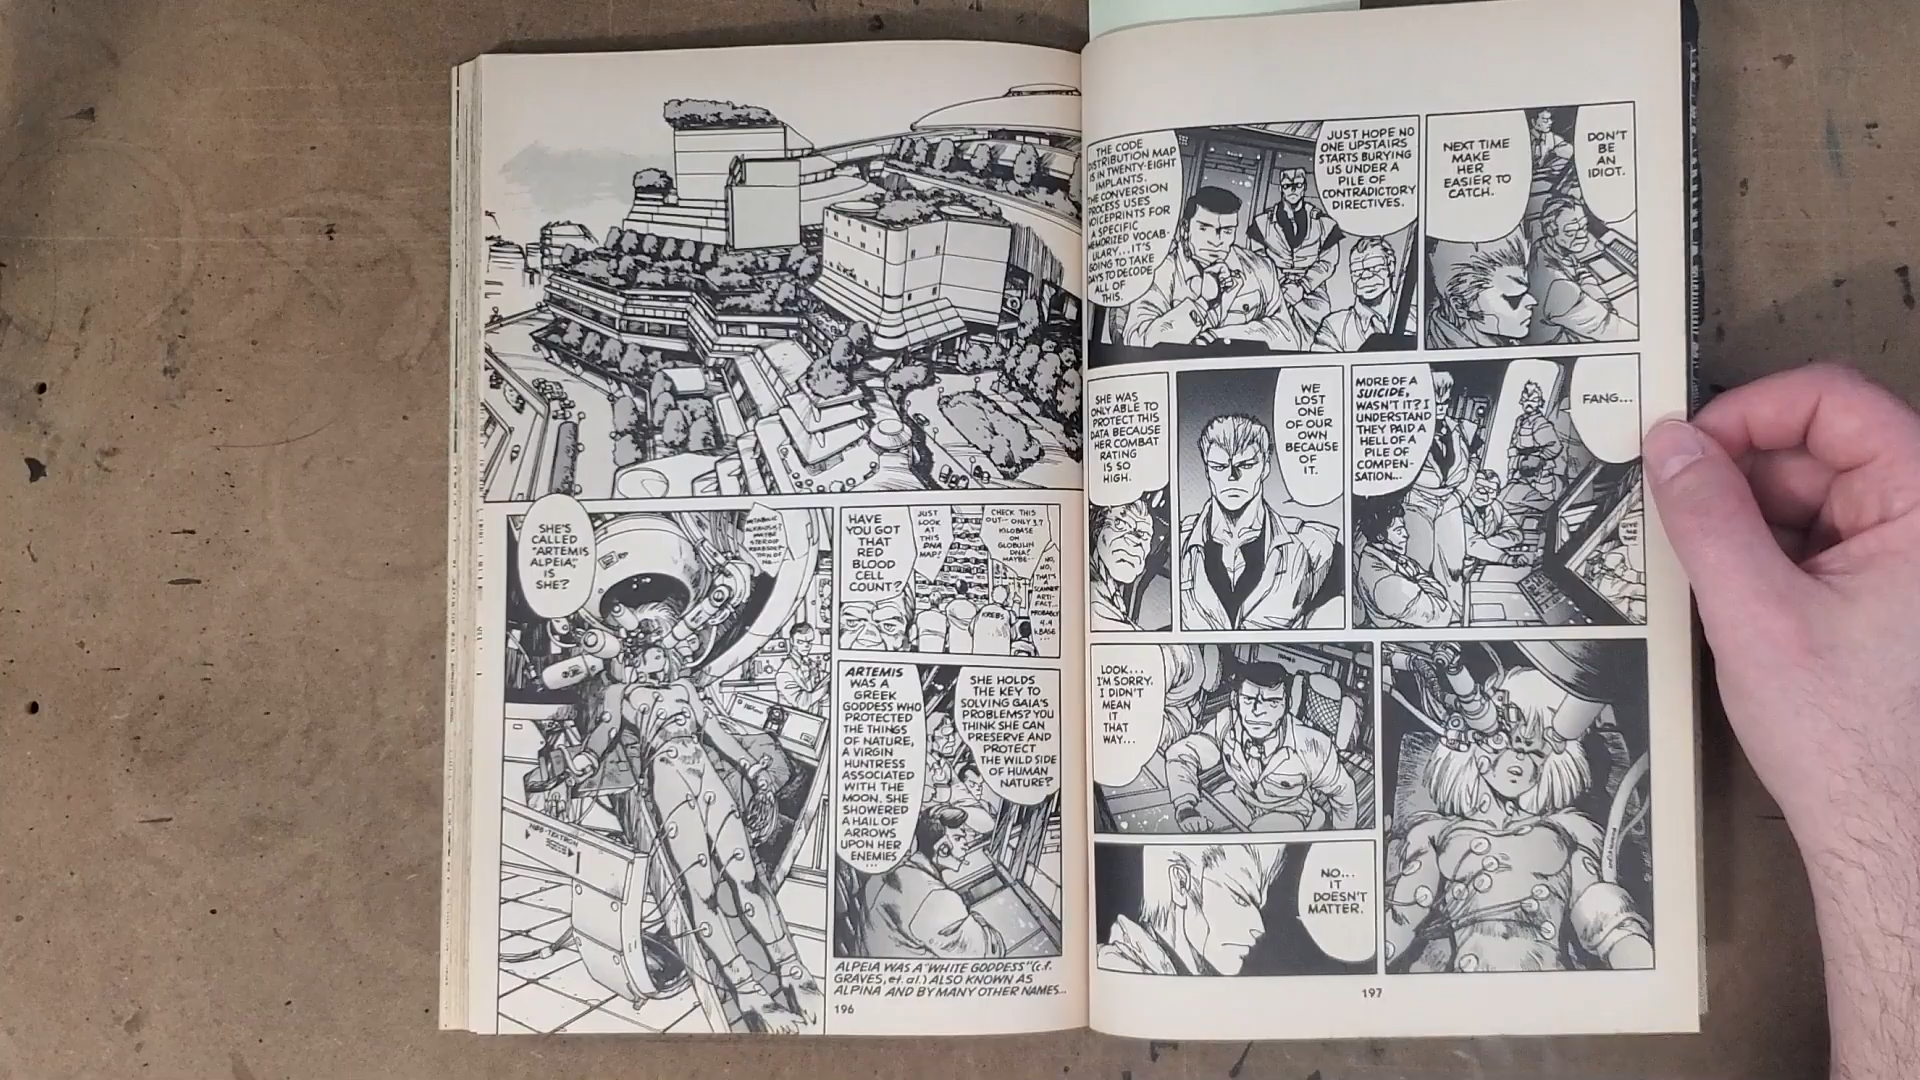 SHE'S
CALLED
"ARTEMIS
ALPEIA,"
IS
SHE?
HAVE
YOU GOT
THAT
RED
BLOOD
CELL
COUNT?
JUST
LOOK
AT
THIS
DNA
MAP?
CHECK THIS
OUT-- ONLY 3.7
KILOBASE
ON
GLOBULIN
DNA?
MAYBE--
NO,
NO,
THAT'S
A
SCANNER
ARTI-
FACT...
PROBABLY
4.4
KBASE
...
KREBS
ARTEMIS
WAS A
GREEK
GODDESS WHO
PROTECTED
THE THINGS
OF NATURE,
A VIRGIN
HUNTRESS
ASSOCIATED
WITH THE
MOON. SHE
SHOWERED
A HAIL OF
ARROWS
UPON HER
ENEMIES
...
SHE HOLDS
THE KEY TO
SOLVING GAIA'S
PROBLEMS? YOU
THINK SHE CAN
PRESERVE AND
PROTECT
THE WILD SIDE
OF HUMAN
NATURE?
ALPEIA WAS A "WHITE GODDESS" (c.f.
GRAVES, et. al.) ALSO KNOWN AS
ALPINA AND BY MANY OTHER NAMES...
196
THE CODE
DISTRIBUTION MAP
IS IN TWENTY-EIGHT
IMPLANTS.
THE CONVERSION
PROCESS USES
VOICEPRINTS FOR
A SPECIFIC
MEMORIZED VOCAB-
ULARY...IT'S
GOING TO TAKE
DAYS TO DECODE
ALL OF
THIS.
JUST HOPE NO
ONE UPSTAIRS
STARTS BURYING
US UNDER A
PILE OF
CONTRADICTORY
DIRECTIVES.
NEXT TIME
MAKE
HER
EASIER TO
CATCH.
DON'T
BE
AN
IDIOT.
SHE WAS
ONLY ABLE TO
PROTECT THIS
DATA BECAUSE
HER COMBAT
RATING
IS SO
HIGH.
WE
LOST
ONE
OF OUR
OWN
BECAUSE
OF
IT.
MORE OF A
SUICIDE,
WASN'T IT? I
UNDERSTAND
THEY PAID A
HELL OF A
PILE OF
COMPEN-
SATION...
FANG...
LOOK...
I'M SORRY.
I DIDN'T
MEAN
IT
THAT
WAY...
NO...
IT
DOESN'T
MATTER.
197